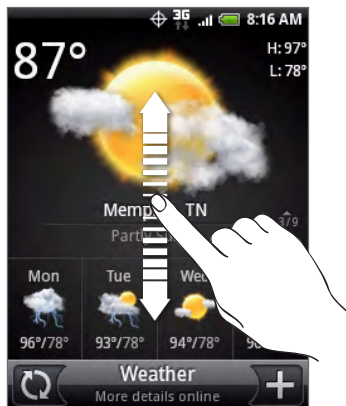 3G 8:16 AM
87°
H: 97°
L: 78°
TN
3/9
Mon Tue
96°/78° 93°/78° 94°/78°
Weather
More details online